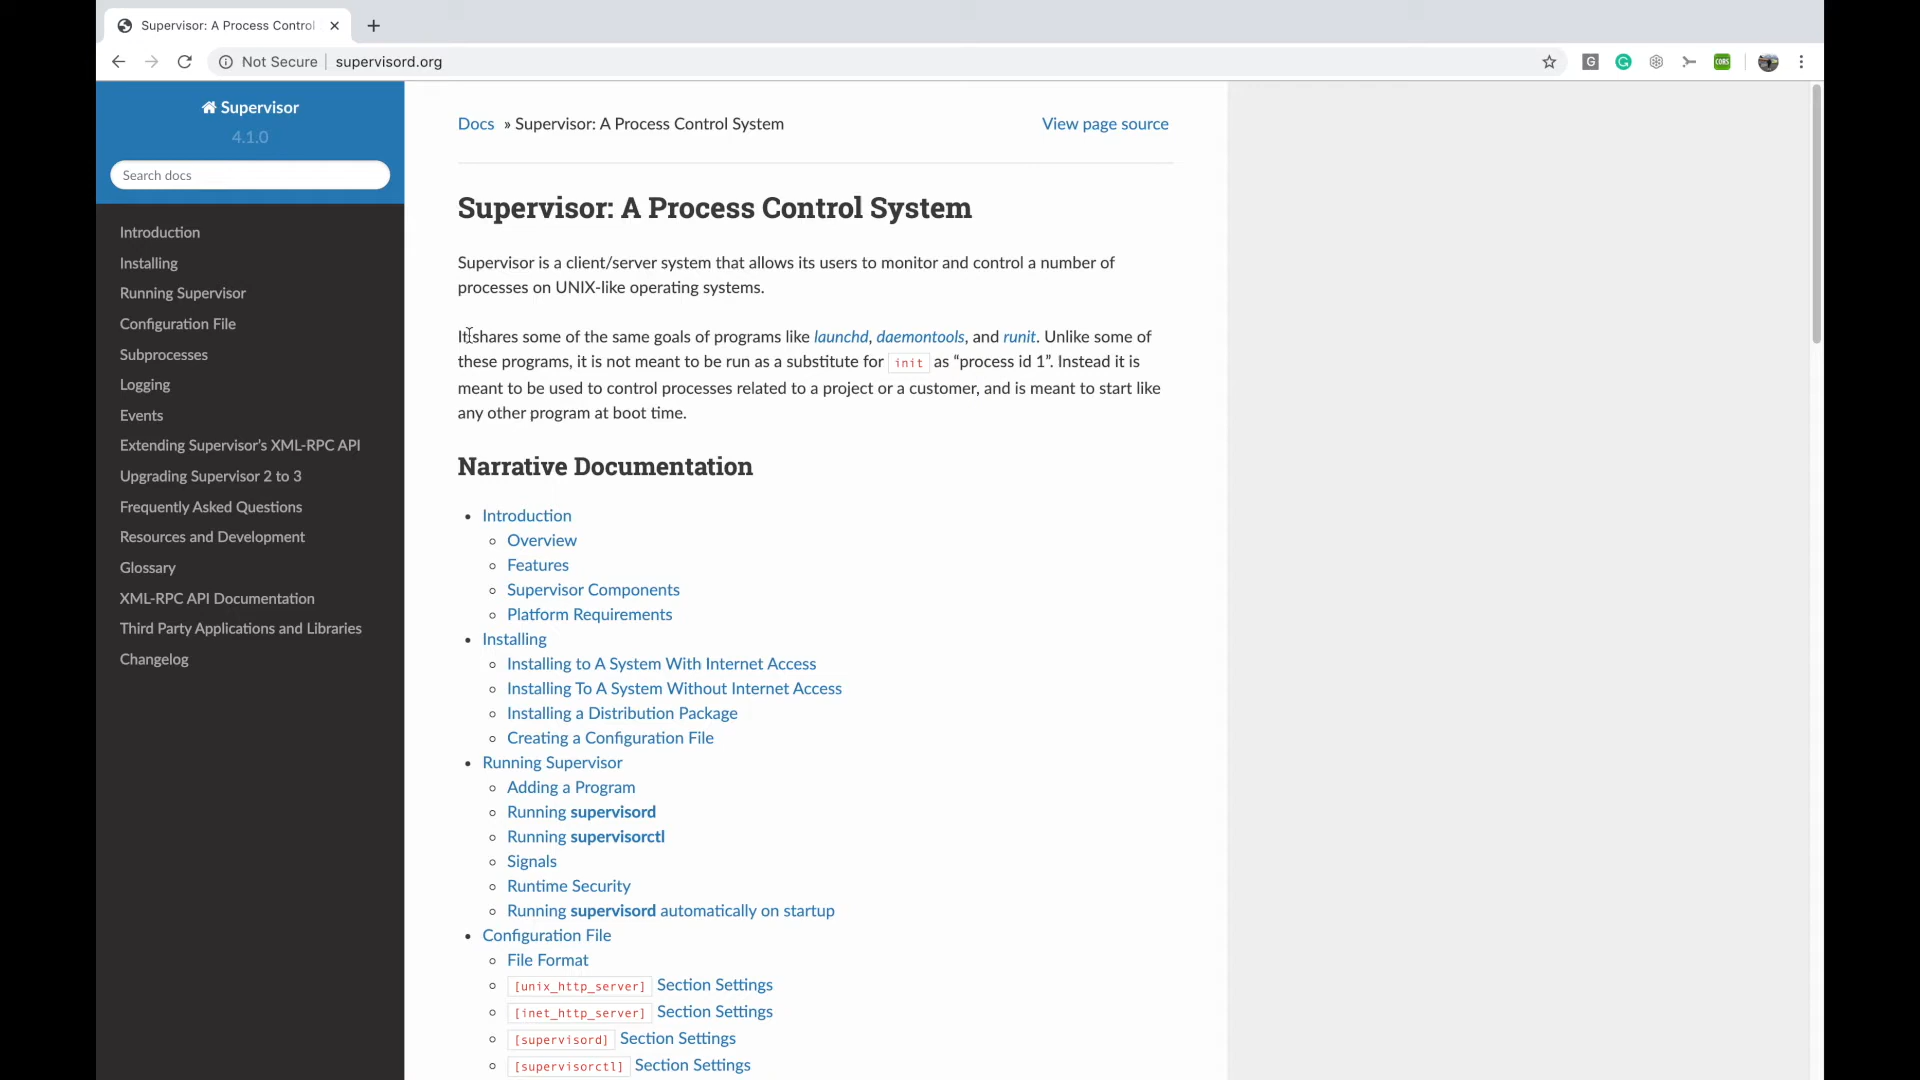 Supervisor: A Process Control
Not Secure
supervisord.org
G
G
CORS
Supervisor
4.1.0
Search docs
Introduction
Installing
Running Supervisor
Configuration File
Subprocesses
Logging
Events
Extending Supervisor's XML-RPC API
Upgrading Supervisor 2 to 3
Frequently Asked Questions
Resources and Development
Glossary
XML-RPC API Documentation
Third Party Applications and Libraries
Changelog
Docs » Supervisor: A Process Control System
View page source
Supervisor: A Process Control System
Supervisor is a client/server system that allows its users to monitor and control a number of
processes on UNIX-like operating systems.
It shares some of the same goals of programs like launchd, daemontools, and runit. Unlike some of
these programs, it is not meant to be run as a substitute for init as “process id 1”. Instead it is
meant to be used to control processes related to a project or a customer, and is meant to start like
any other program at boot time.
Narrative Documentation
• Introduction
◦ Overview
◦ Features
◦ Supervisor Components
◦ Platform Requirements
• Installing
◦ Installing to A System With Internet Access
◦ Installing To A System Without Internet Access
◦ Installing a Distribution Package
◦ Creating a Configuration File
• Running Supervisor
◦ Adding a Program
◦ Running supervisord
◦ Running supervisorctl
◦ Signals
◦ Runtime Security
◦ Running supervisord automatically on startup
• Configuration File
◦ File Format
◦ [unix_http_server] Section Settings
◦ [inet_http_server] Section Settings
◦ [supervisord] Section Settings
◦ [supervisorctl] Section Settings